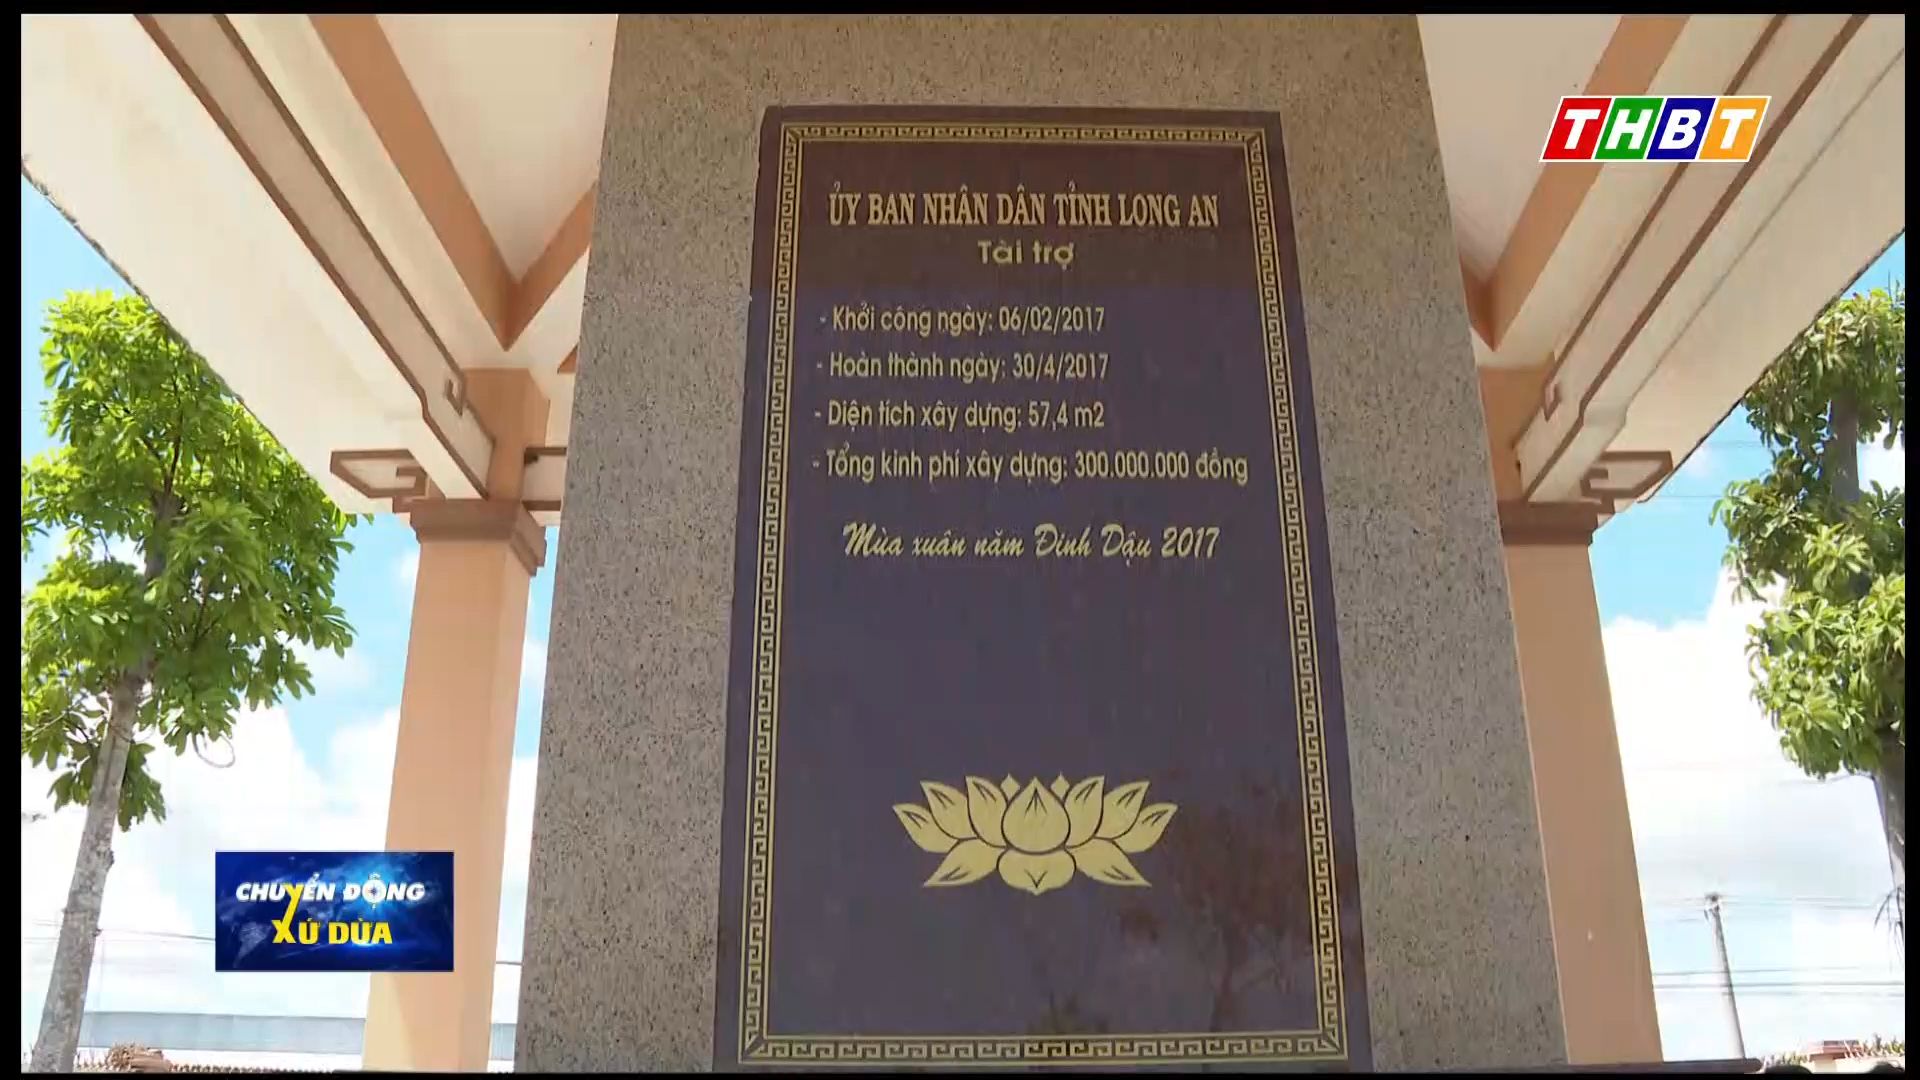 THBT
ỦY BAN NHÂN DÂN TỈNH LONG AN
Tài trợ
- Khởi công ngày: 06/02/2017
- Hoàn thành ngày: 30/4/2017
- Diện tích xây dựng: 57,4 m2
- Tổng kinh phí xây dựng: 300.000.000 đồng
Mùa xuân năm Đinh Dậu 2017
CHUYỂN ĐỘNG
XỨ DỪA